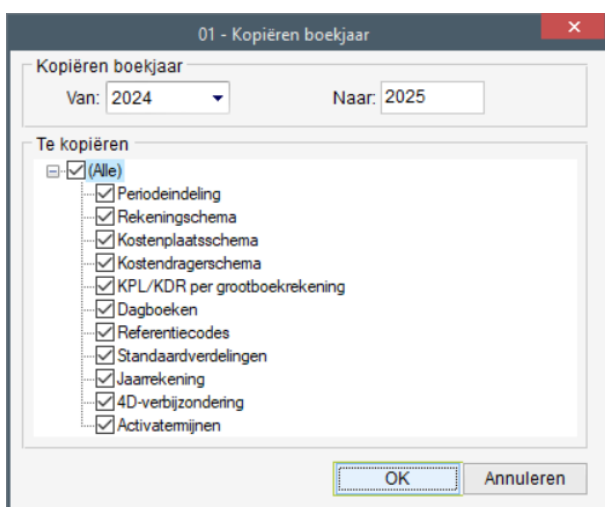 01 - Kopiëren boekjaar
Kopiëren boekjaar
Van: 2024 Naar: 2025
Te kopiëren
(Alle)
Periodeindeling
Rekeningschema
Kostenplaatsschema
Kostendragerschema
KPL/KDR per grootboekrekening
Dagboeken
Referentiecodes
Standaardverdelingen
Jaarrekening
4D-verbijzondering
Activatermijnen
OK Annuleren